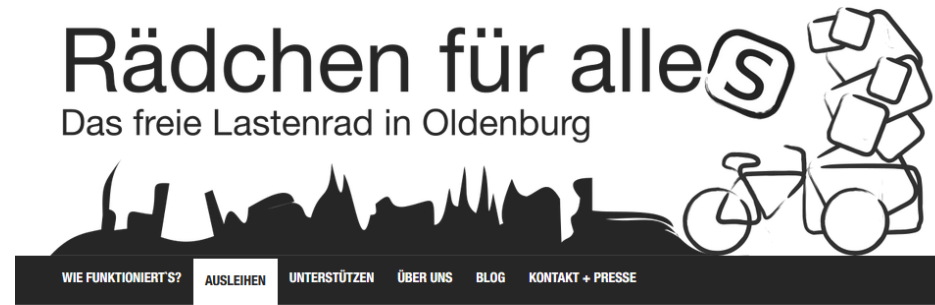 Rädchen für alles
Das freie Lastenrad in Oldenburg
WIE FUNKTIONIERT`S? AUSLEIHEN UNTERSTÜTZEN ÜBER UNS BLOG KONTAKT + PRESSE